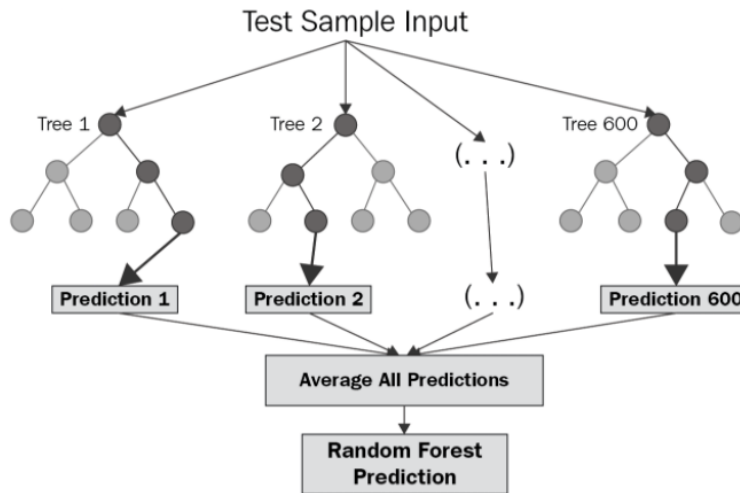 Test Sample Input
Tree 1
Tree 2
(. . .)
Tree 600
Prediction 1
Prediction 2
(. . .)
Prediction 600
Average All Predictions
Random Forest
Prediction